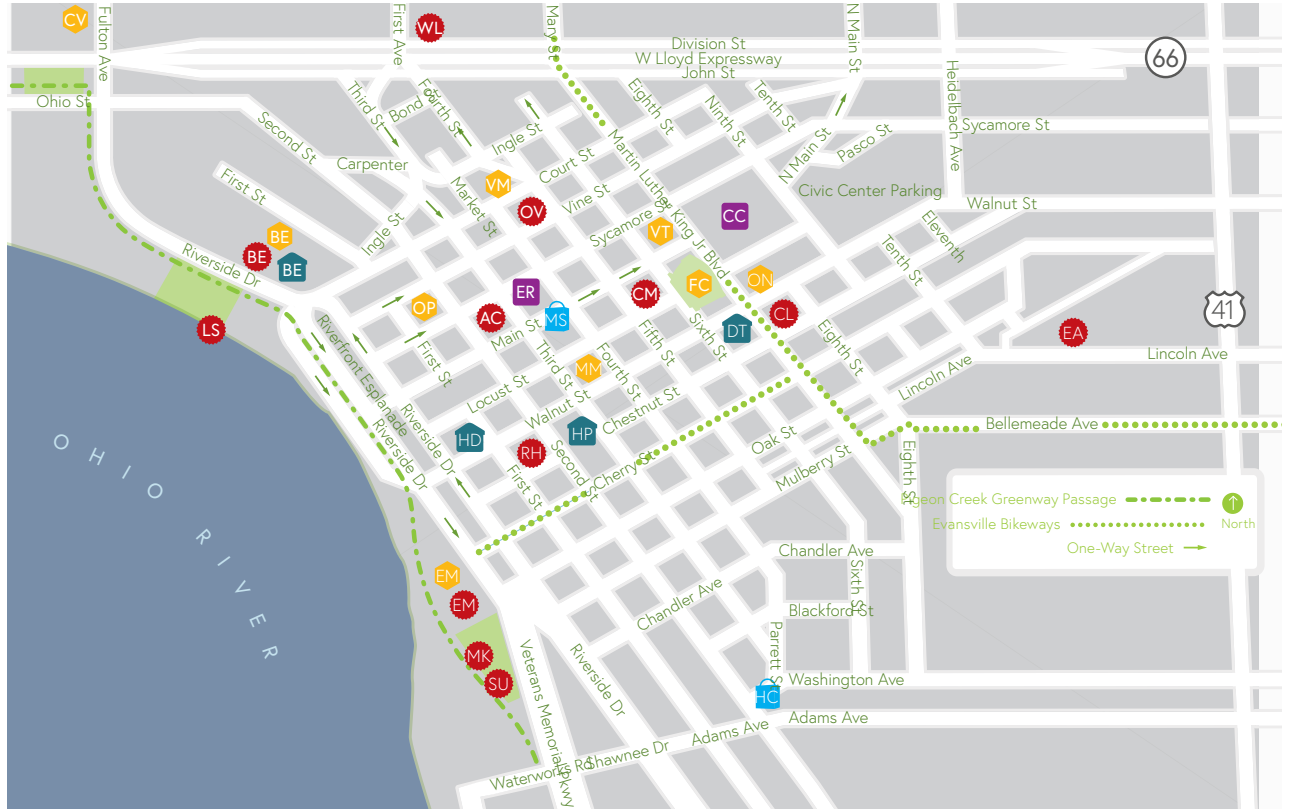 CV
Fulton Ave
First Ave
WL
Mary St
N Main St
Division St
W Lloyd Expressway
John St
66
Heidelbach Ave
Ohio St
Third St
Bond St
Fourth St
Eighth St
Ninth St
Tenth St
Second St
Ingle St
Sycamore St
Carpenter
Court St
Martin Luther King Jr Blvd
N Main St
Pasco St
First St
VM
Market St
Vine St
Civic Center Parking
Walnut St
OV
CC
Ingle St
Sycamore St
VT
Eleventh
Tenth St
BE
BE
BE
Riverside Dr
ER
CM
FC
ON
LS
OP
AC
MS
Main St
CL
DT
EA
41
Riverfront Esplanade
First St
Third St
Fourth St
Fifth St
Sixth St
Eighth St
Lincoln Ave
Lincoln Ave
MM
Locust St
Walnut St
Chestnut St
Riverside Dr
Riverside Dr
HD
HP
RH
Oak St
Bellemeade Ave
OHIO RIVER
First St
Second St
Cherry St
Mulberry St
Eighth St
geon Creek Greenway Passage
Evansville Bikeways
North
One-Way Street
Chandler Ave
EM
EM
Chandler Ave
Sixth St
Blackford St
Parrett St
MK
SU
Veterans Memorial Pkwy
Riverside Dr
Washington Ave
HC
Adams Ave
Adams Ave
Shawnee Dr
Waterworks Rd